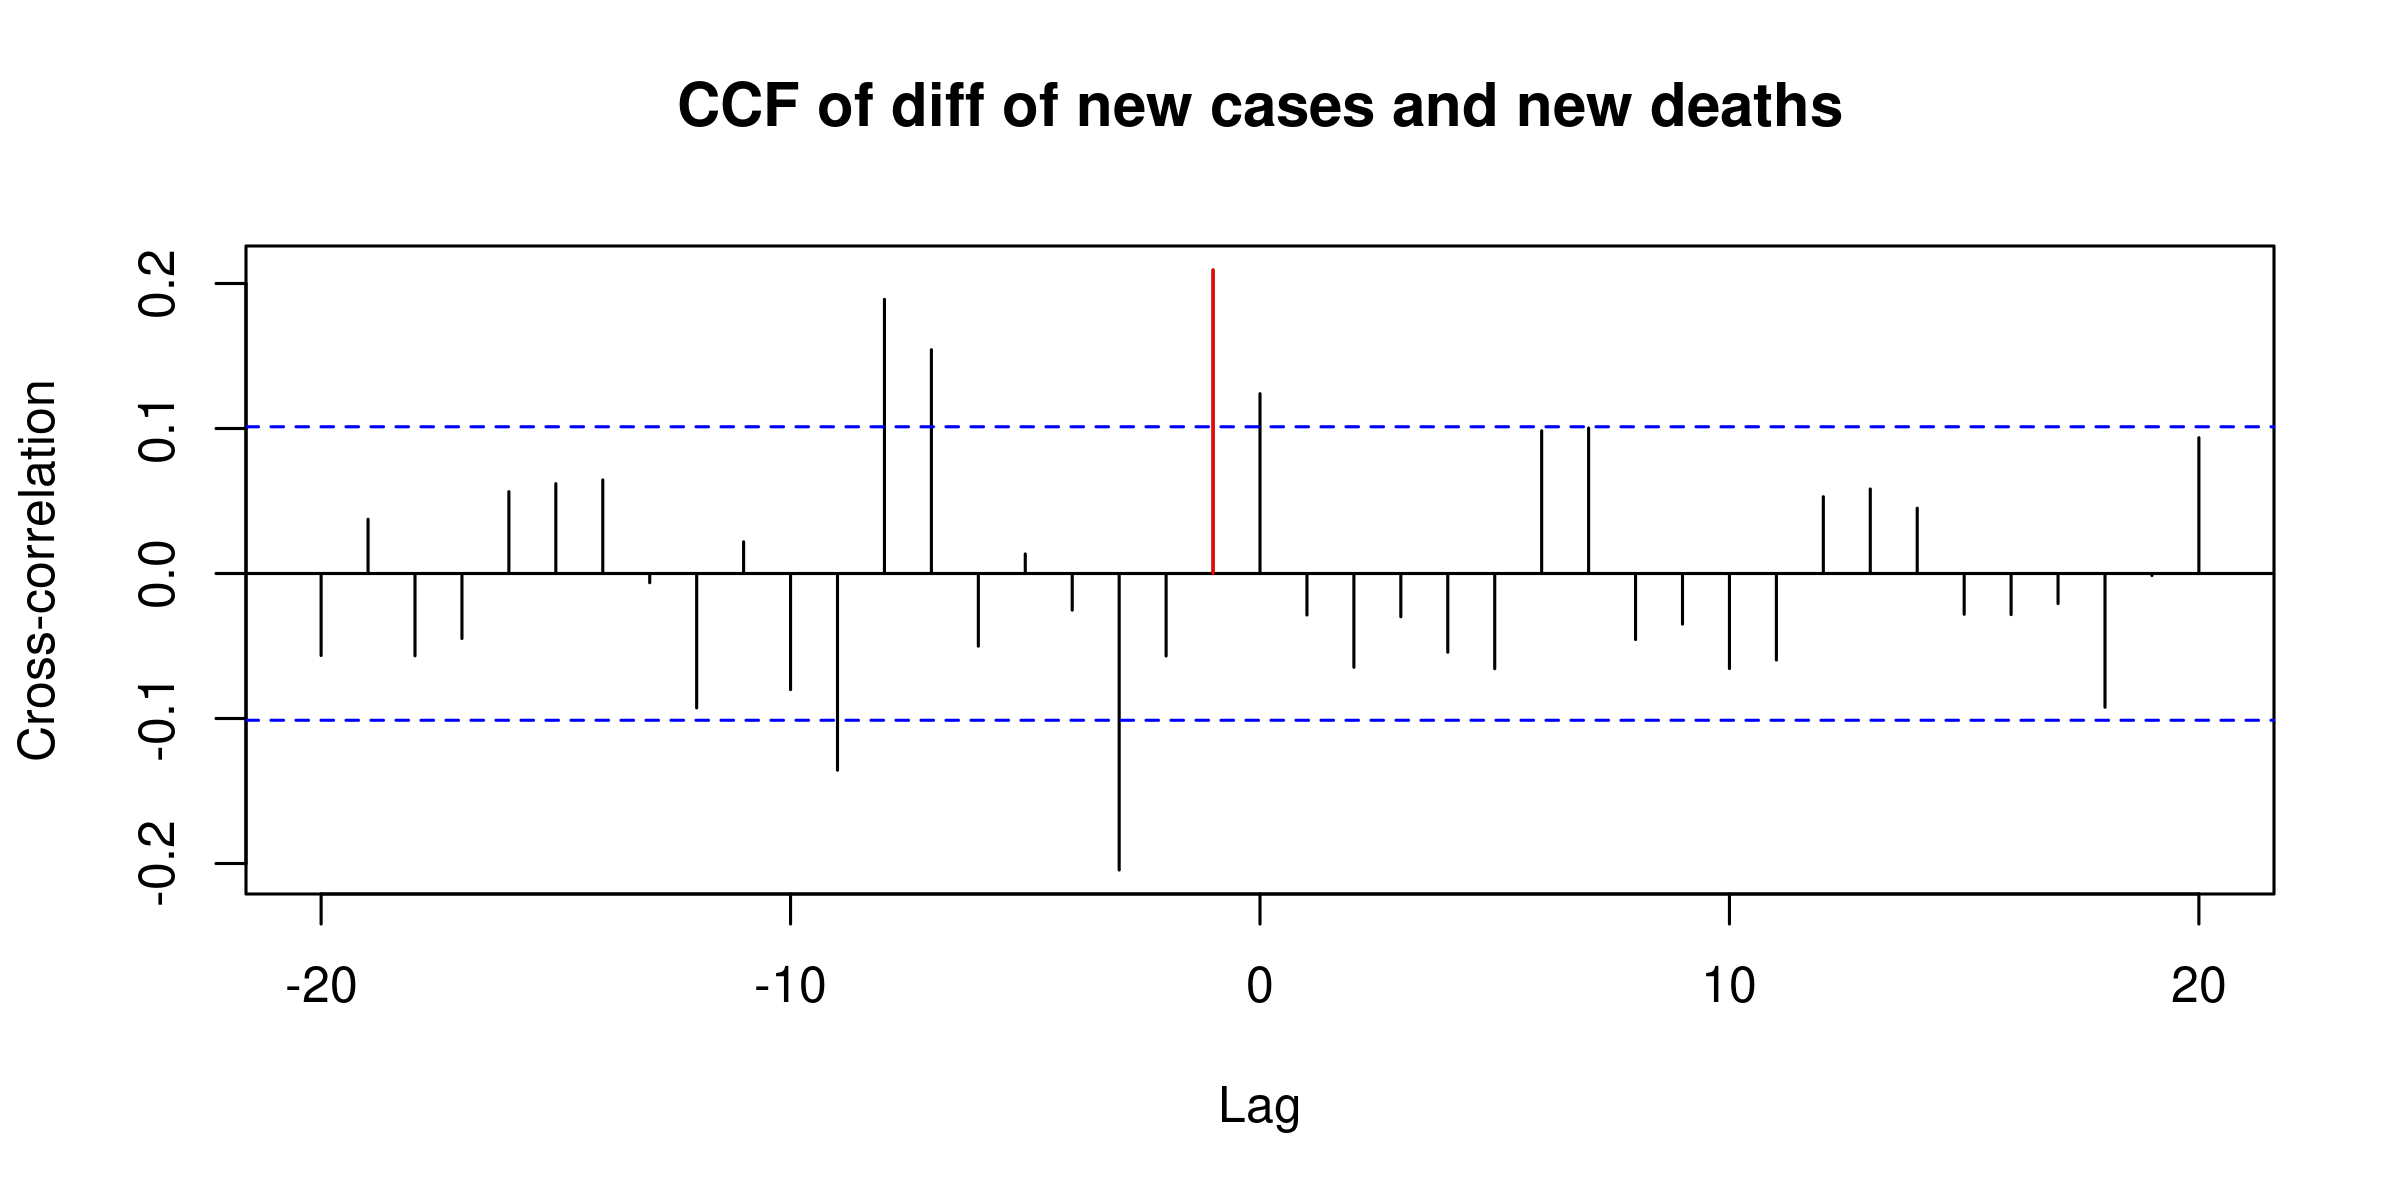 CCF of diff of new cases and new deaths
Cross-correlation
0.2
0.1
0.0
-0.1
-0.2
-20 -10 0 10 20
Lag